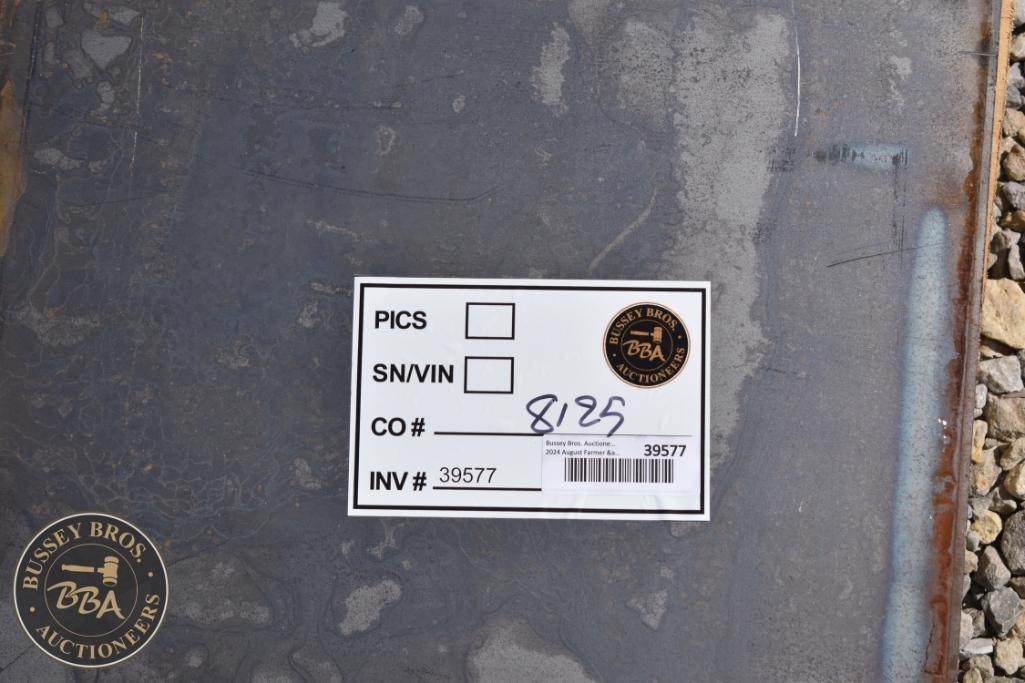 PICS
BUSSEY BROS.
BBA
AUCTIONEERS
SN/VIN
CO # 8125
Bussey Bros. Auctione...
2024 August Farmer &a...
39577
INV # 39577
BUSSEY BROS.
BBA
AUCTIONEERS